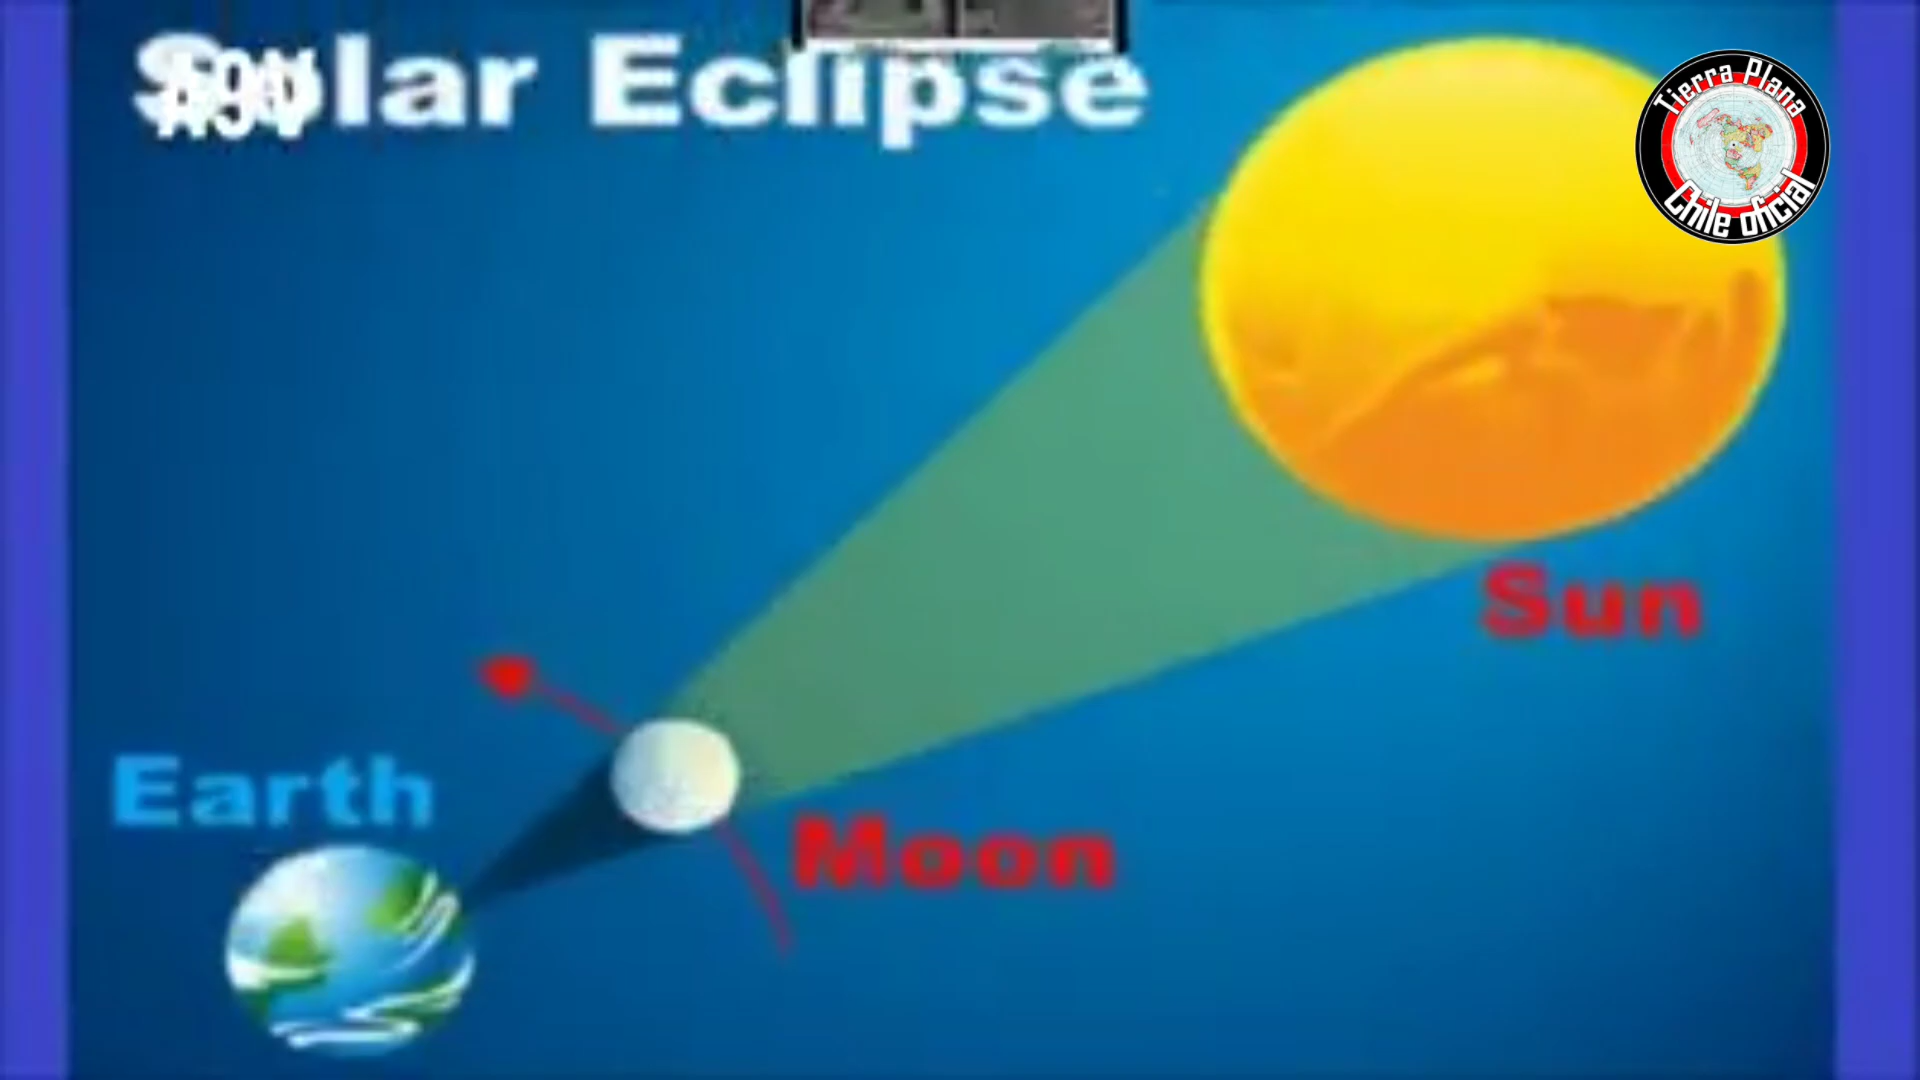 Solar Eclipse
Tierra Plana
Chile oficial
Sun
Earth
Moon